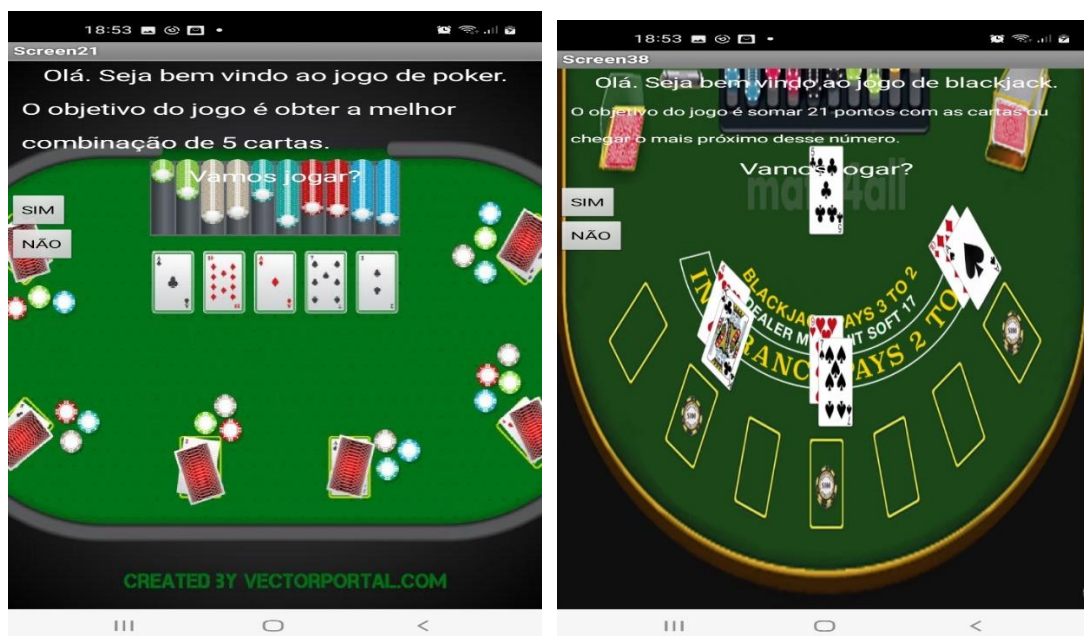 18:53
Screen21
Olá. Seja bem vindo ao jogo de poker.
O objetivo do jogo é obter a melhor
combinação de 5 cartas.
Vamos jogar?
SIM
NÃO
CREATED BY VECTORPORTAL.COM
18:53
Screen38
Olá. Seja bem vindo ao jogo de blackjack.
O objetivo do jogo é somar 21 pontos com as cartas ou
chegar o mais próximo desse número.
Vamos jogar?
SIM
NÃO
BLACKJACK PAYS 3 TO 2
DEALER HIT SOFT 17
PAYS 2 TO